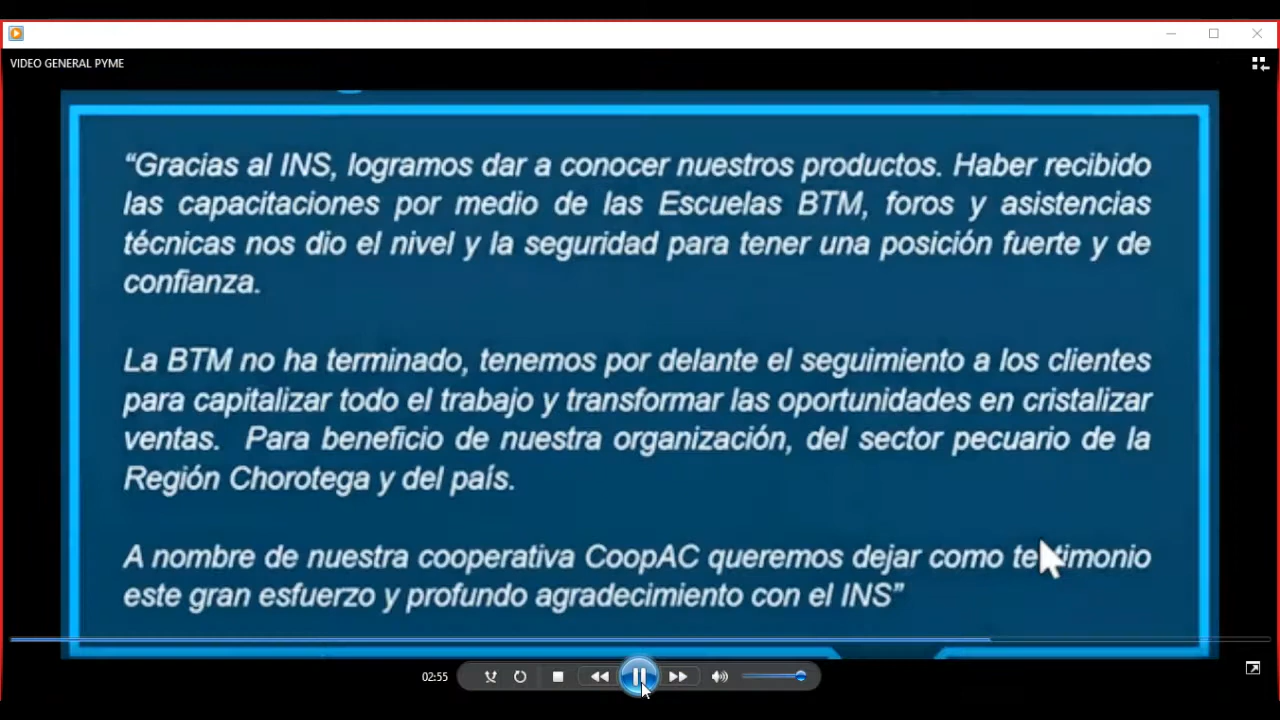 VIDEO GENERAL PYME
“Gracias al INS, logramos dar a conocer nuestros productos. Haber recibido
las capacitaciones por medio de las Escuelas BTM, foros y asistencias
técnicas nos dio el nivel y la seguridad para tener una posición fuerte y de
confianza.
La BTM no ha terminado, tenemos por delante el seguimiento a los clientes
para capitalizar todo el trabajo y transformar las oportunidades en cristalizar
ventas. Para beneficio de nuestra organización, del sector pecuario de la
Región Chorotega y del país.
A nombre de nuestra cooperativa CoopAC queremos dejar como testimonio
este gran esfuerzo y profundo agradecimiento con el INS”
02:55